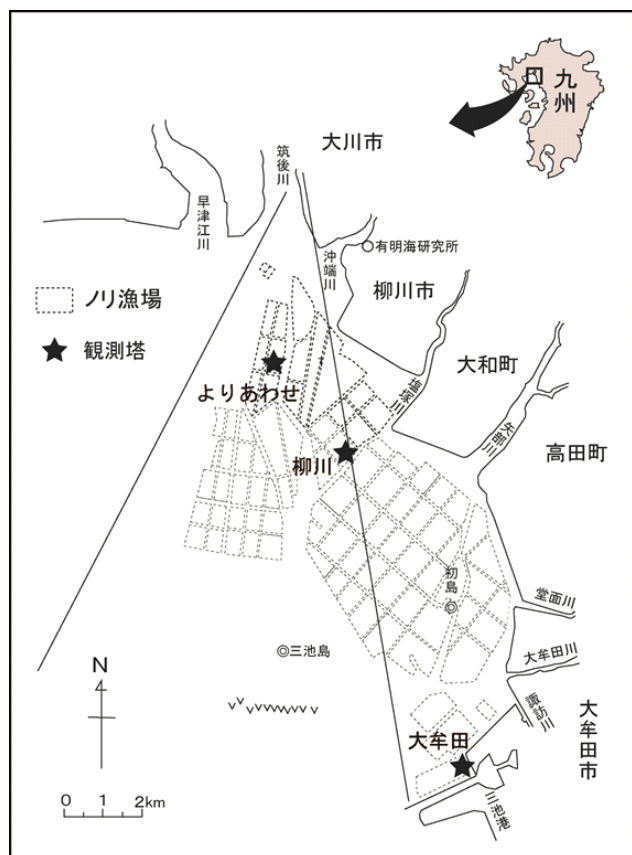 九州
大川市
筑後川
早津江川
沖端川
有明海研究所
柳川市
ノリ漁場
観測塔
よりあわせ
大和町
塩塚川
矢部川
柳川
高田町
初島
堂面川
三池島
大牟田川
N
諏訪川
大牟田
大牟田市
0 1 2km
三池港